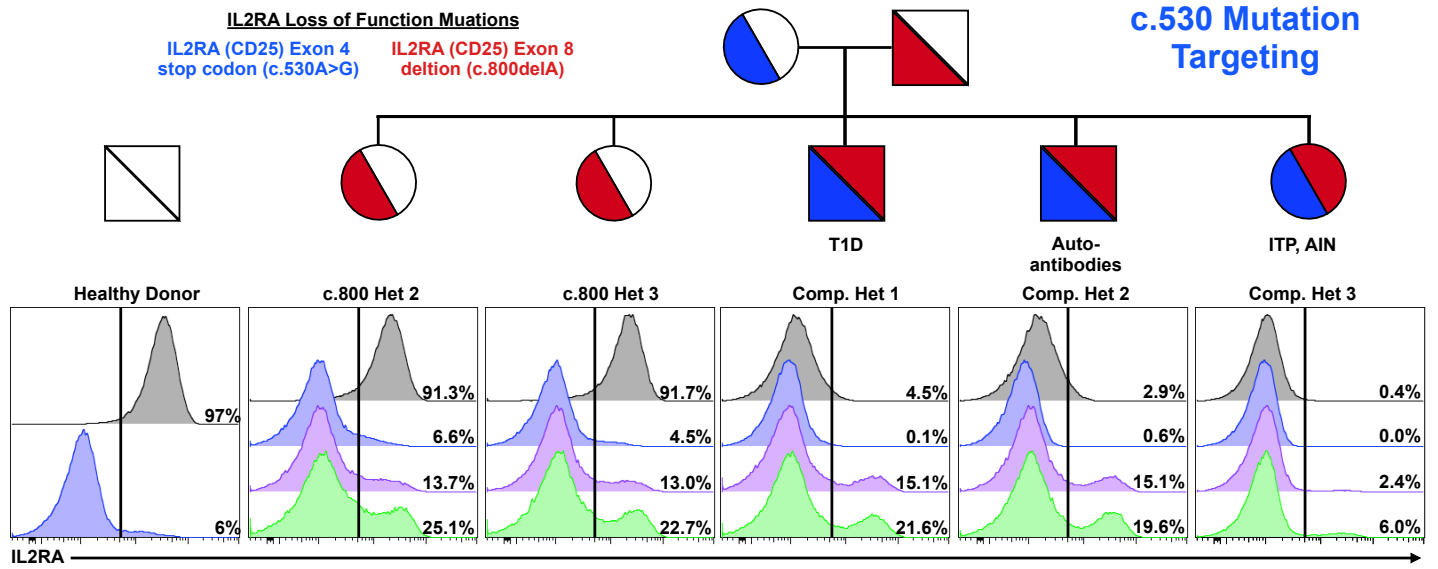 IL2RA Loss of Function Muations
IL2RA (CD25) Exon 4
stop codon (c.530A>G)
IL2RA (CD25) Exon 8
deltion (c.800delA)
c.530 Mutation
Targeting
T1D
Auto-
antibodies
ITP, AIN
Healthy Donor
c.800 Het 2
c.800 Het 3
Comp. Het 1
Comp. Het 2
Comp. Het 3
97%
6%
91.3%
6.6%
13.7%
25.1%
91.7%
4.5%
13.0%
22.7%
4.5%
0.1%
15.1%
21.6%
2.9%
0.6%
15.1%
19.6%
0.4%
0.0%
2.4%
6.0%
IL2RA